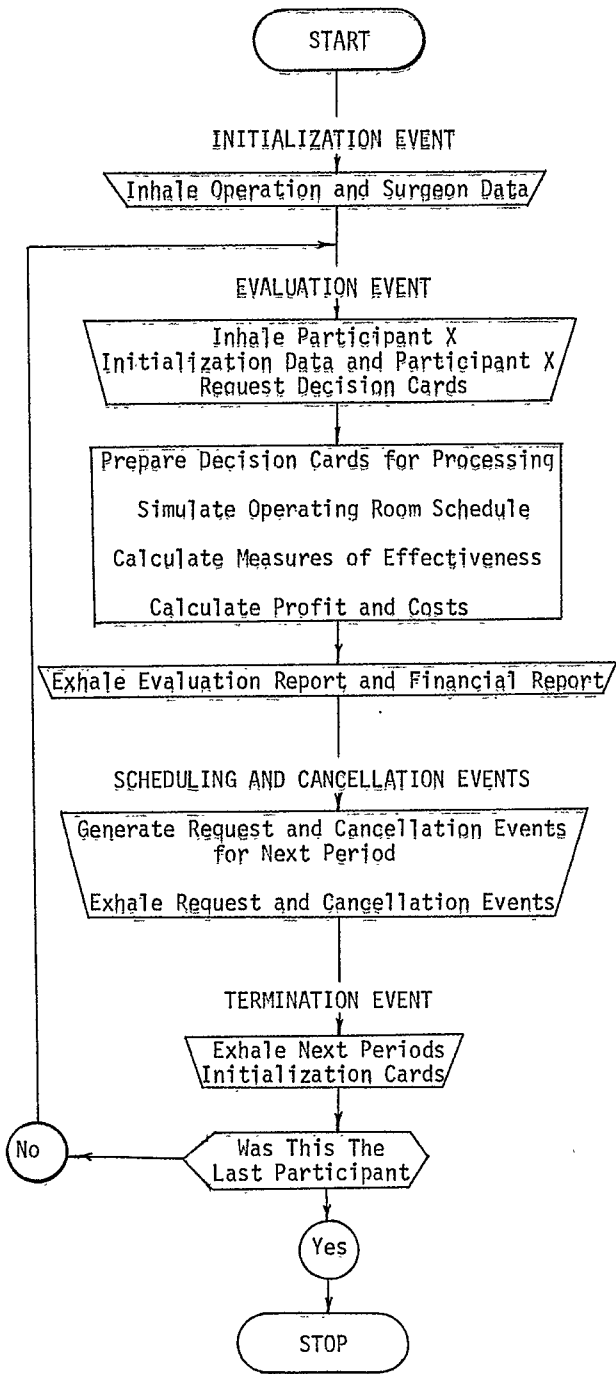 START
INITIALIZATION EVENT
Inhale Operation and Surgeon Data
EVALUATION EVENT
Inhale Participant X
Initialization Data and Participant X
Request Decision Cards
Prepare Decision Cards for Processing
Simulate Operating Room Schedule
Calculate Measures of Effectiveness
Calculate Profit and Costs
Exhale Evaluation Report and Financial Report
SCHEDULING AND CANCELLATION EVENTS
Generate Request and Cancellation Events
for Next Period
Exhale Request and Cancellation Events
TERMINATION EVENT
Exhale Next Periods
Initialization Cards
No
Was This The
Last Participant
Yes
STOP